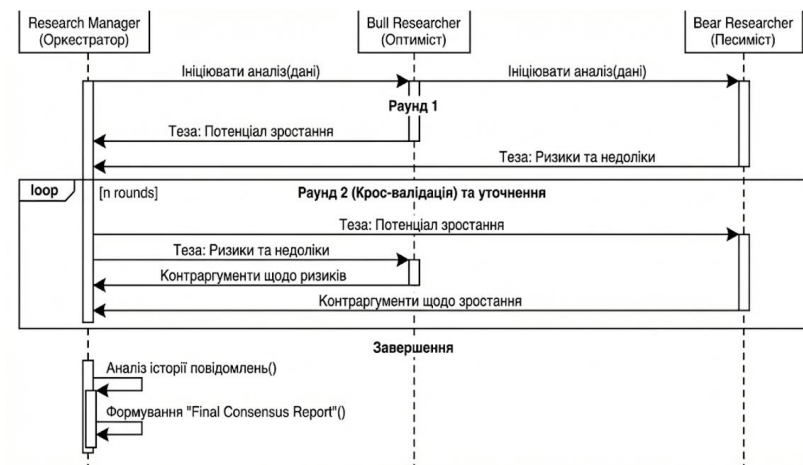 Research Manager
(Оркестратор)
Bull Researcher
(Оптиміст)
Bear Researcher
(Песиміст)
Ініціювати аналіз(дані)
Ініціювати аналіз(дані)
Раунд 1
Теза: Потенціал зростання
Теза: Ризики та недоліки
loop
[n rounds]
Раунд 2 (Крос-валідація) та уточнення
Теза: Потенціал зростання
Теза: Ризики та недоліки
Контраргументи щодо ризиків
Контраргументи щодо зростання
Завершення
Аналіз історії повідомлень()
Формування "Final Consensus Report"()